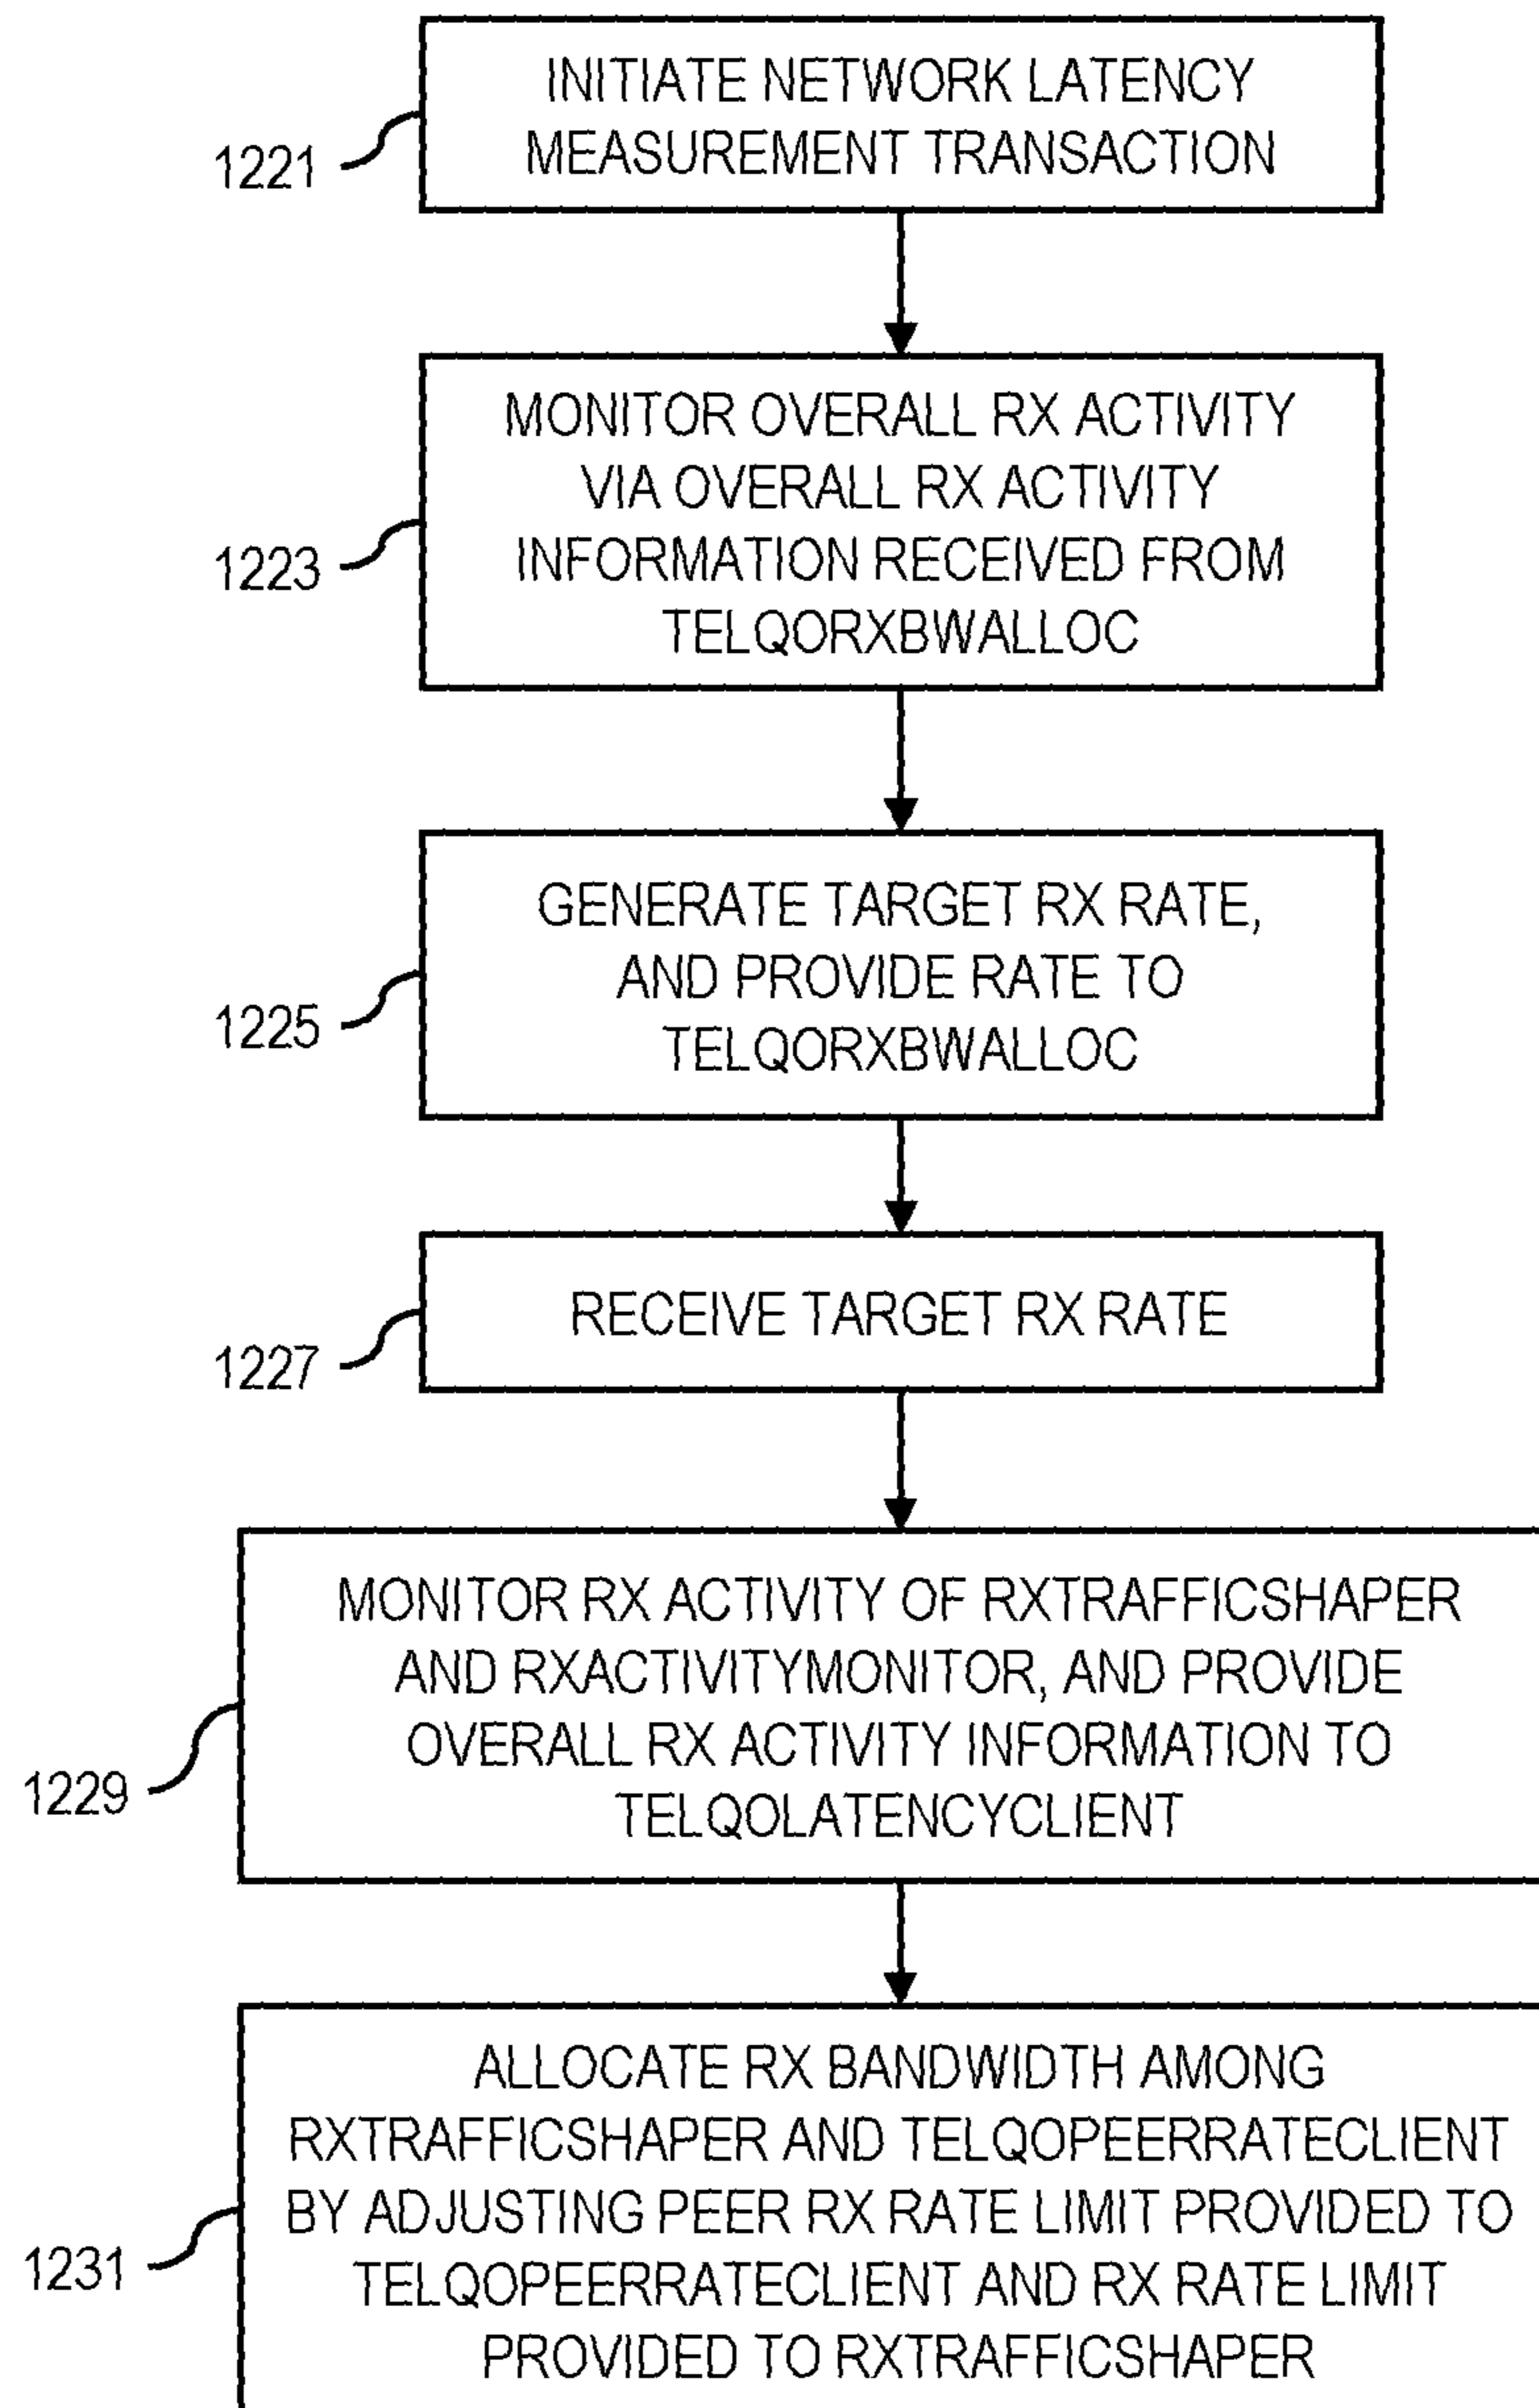 INITIATE NETWORK LATENCY
MEASUREMENT TRANSACTION
1221
MONITOR OVERALL RX ACTIVITY
VIA OVERALL RX ACTIVITY
INFORMATION RECEIVED FROM
TELQORXBWALLOC
1223
GENERATE TARGET RX RATE,
AND PROVIDE RATE TO
TELQORXBWALLOC
1225
RECEIVE TARGET RX RATE
1227
MONITOR RX ACTIVITY OF RXTRAFFICSHAPER
AND RXACTIVITYMONITOR, AND PROVIDE
OVERALL RX ACTIVITY INFORMATION TO
TELQOLATENCYCLIENT
1229
ALLOCATE RX BANDWIDTH AMONG
RXTRAFFICSHAPER AND TELQOPEERRATECLIENT
BY ADJUSTING PEER RX RATE LIMIT PROVIDED TO
TELQOPEERRATECLIENT AND RX RATE LIMIT
PROVIDED TO RXTRAFFICSHAPER
1231